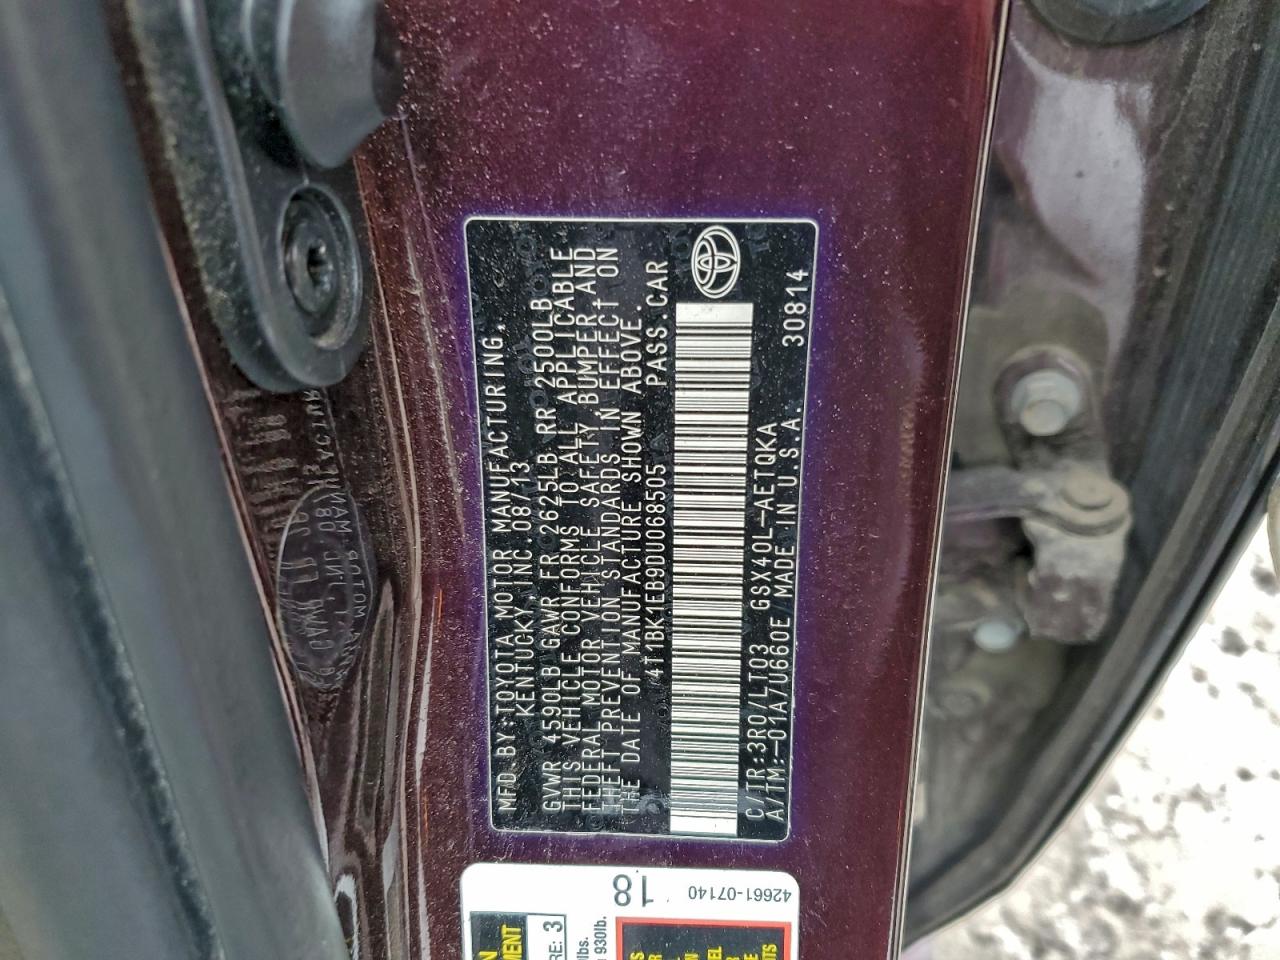 MFD. BY: TOYOTA MOTOR MANUFACTURING,
KENTUCKY, INC. 08/13
GVWR 4590LB GAWR FR 2625LB RR 2500LB
THIS VEHICLE CONFORMS TO ALL APPLICABLE
FEDERAL MOTOR VEHICLE SAFETY, BUMPER AND
THEFT PREVENTION STANDARDS IN EFFECT ON
THE DATE OF MANUFACTURE SHOWN ABOVE.
4T1BK1EB9DU068505 PASS.CAR
C/TR:3R0/LT03 GSX40L-AETQKA
A/TM:-01A/U660E MADE IN U.S.A. 30814
18
42661-07140